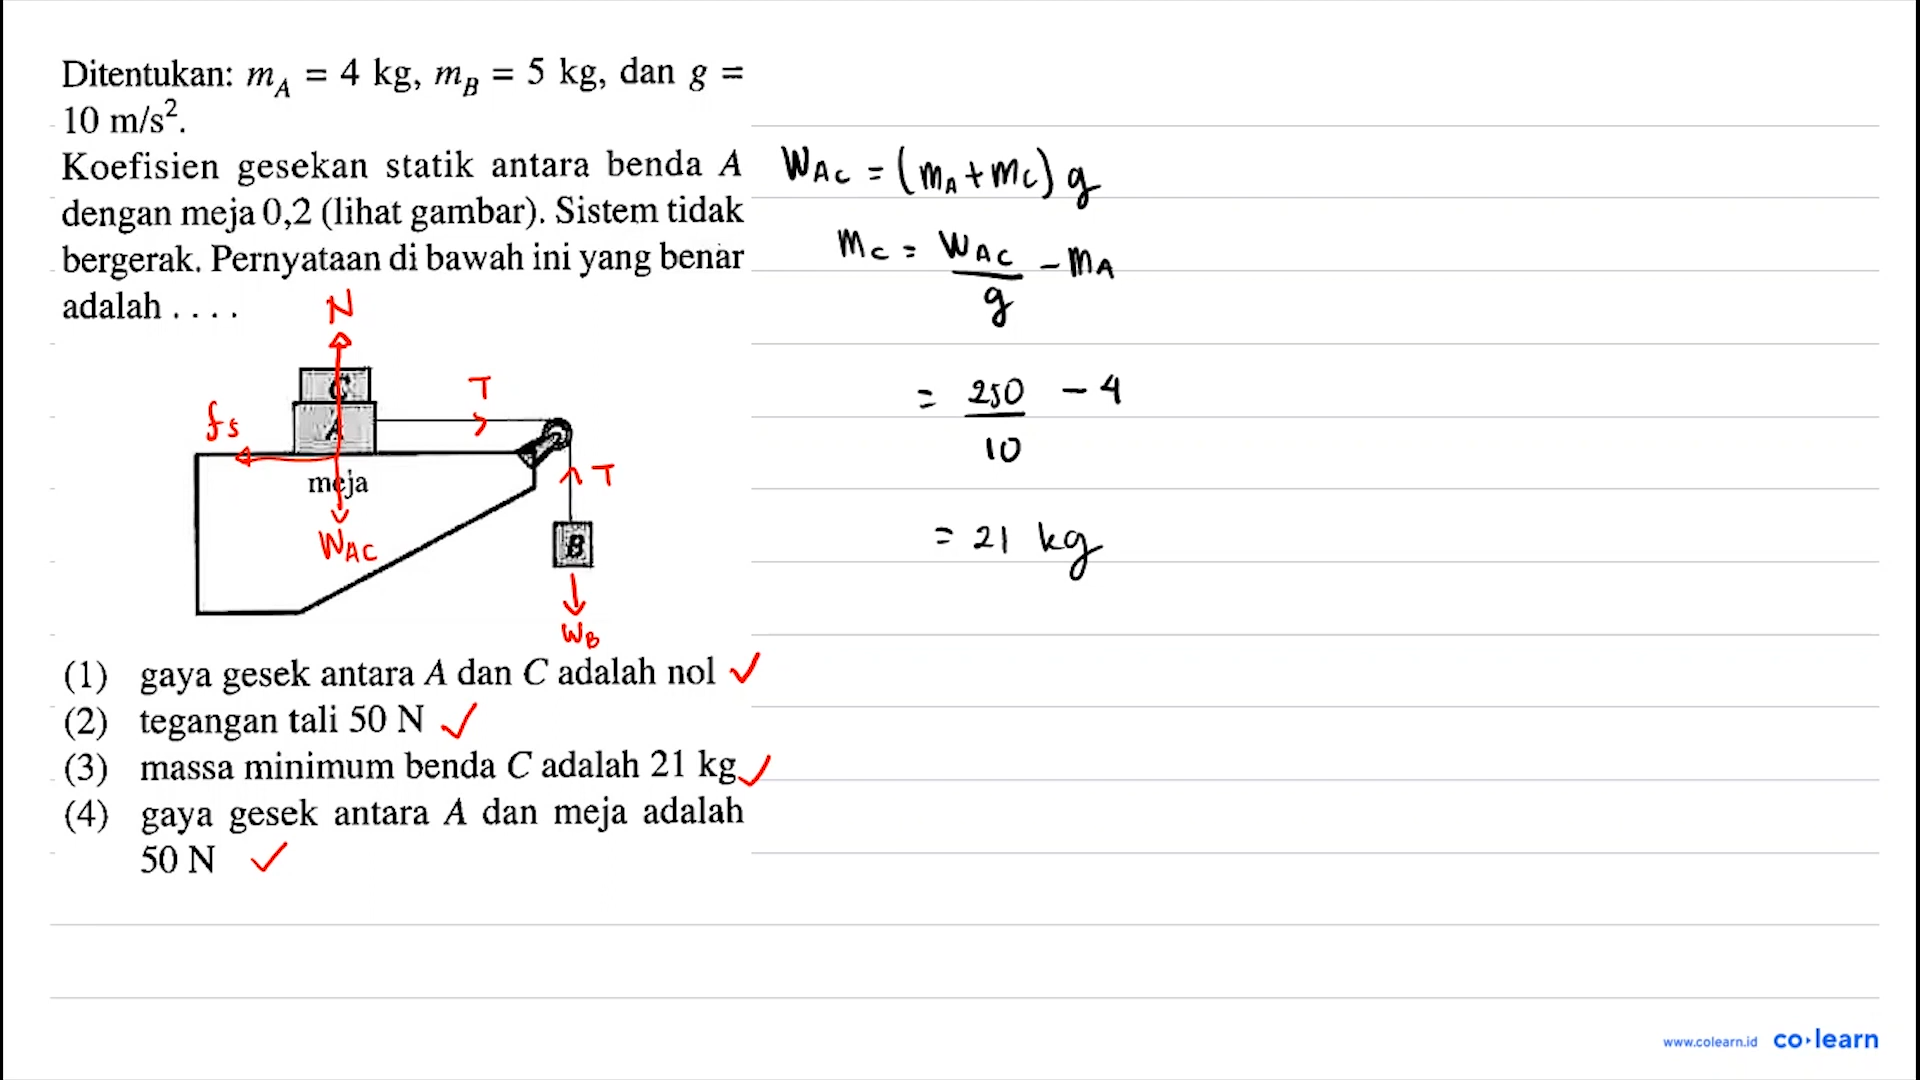 Ditentukan: m_A = 4 kg, m_B = 5 kg, dan g =
10 m/s².
Koefisien gesekan statik antara benda A
dengan meja 0,2 (lihat gambar). Sistem tidak
bergerak. Pernyataan di bawah ini yang benar
adalah . . . .
N
C
T
fs
A
T
meja
W_AC
B
W_B
(1) gaya gesek antara A dan C adalah nol ✓
(2) tegangan tali 50 N ✓
(3) massa minimum benda C adalah 21 kg ✓
(4) gaya gesek antara A dan meja adalah
50 N ✓
W_AC = (m_A + m_C) g
m_C = W_AC / g - m_A
= 250 / 10 - 4
= 21 kg
www.colearn.id co·learn